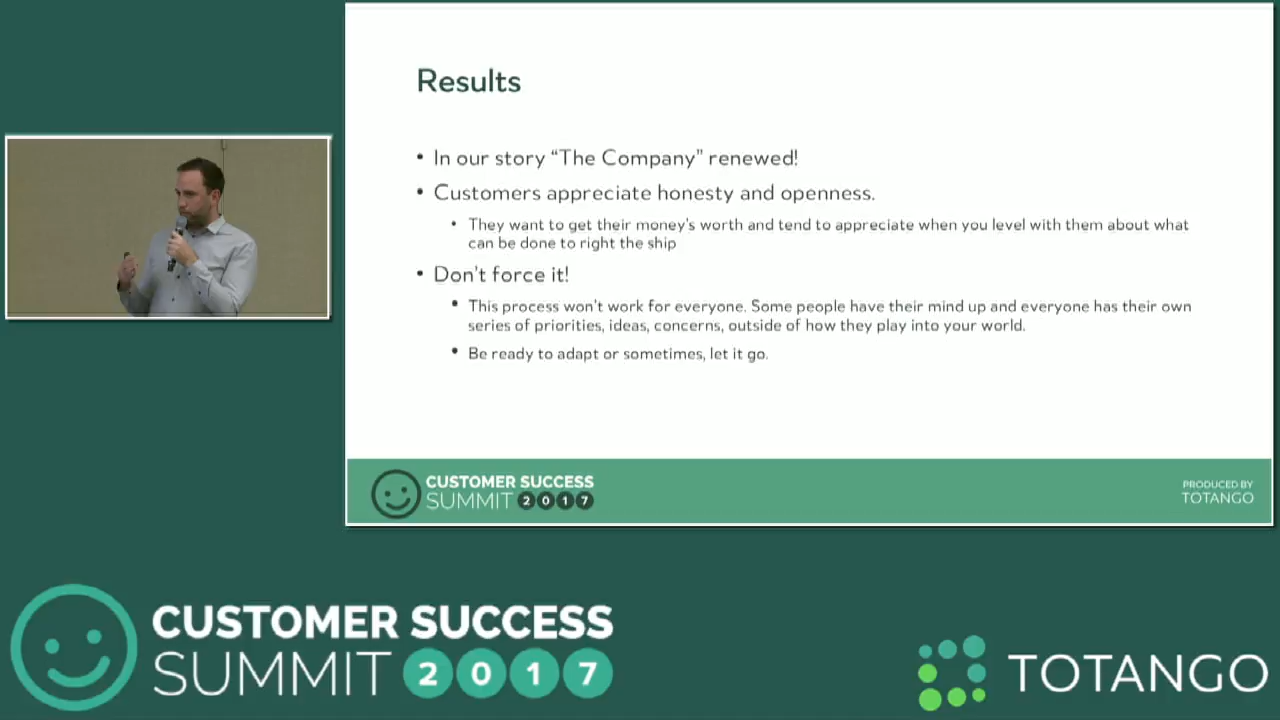 Results
• In our story “The Company” renewed!
• Customers appreciate honesty and openness.
• They want to get their money’s worth and tend to appreciate when you level with them about what
can be done to right the ship
• Don’t force it!
• This process won’t work for everyone. Some people have their mind up and everyone has their own
series of priorities, ideas, concerns, outside of how they play into your world.
• Be ready to adapt or sometimes, let it go.
CUSTOMER SUCCESS
SUMMIT 2017
PRODUCED BY
TOTANGO
CUSTOMER SUCCESS
SUMMIT 2017
TOTANGO